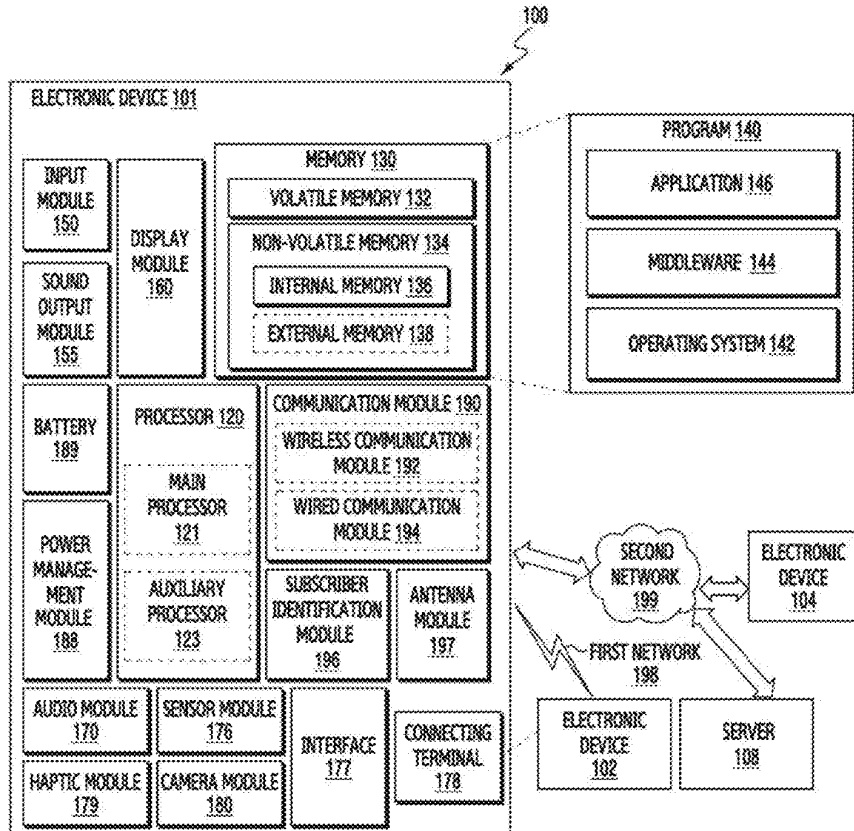 100
ELECTRONIC DEVICE 101
INPUT
MODULE
150
SOUND
OUTPUT
MODULE
155
BATTERY
189
POWER
MANAGE-
MENT MODULE
188
DISPLAY
MODULE
160
MEMORY 130
VOLATILE MEMORY 132
NON-VOLATILE MEMORY 134
INTERNAL MEMORY 136
EXTERNAL MEMORY 138
PROGRAM 140
APPLICATION 146
MIDDLEWARE 144
OPERATING SYSTEM 142
PROCESSOR 120
MAIN
PROCESSOR
121
AUXILIARY
PROCESSOR
123
COMMUNICATION MODULE 190
WIRELESS COMMUNICATION
MODULE 192
WIRED COMMUNICATION
MODULE 194
SUBSCRIBER
IDENTIFICATION
MODULE
196
ANTENNA
MODULE
197
AUDIO MODULE
170
SENSOR MODULE
176
HAPTIC MODULE
179
CAMERA MODULE
180
INTERFACE
177
CONNECTING
TERMINAL
178
SECOND
NETWORK
199
ELECTRONIC
DEVICE
104
FIRST NETWORK
198
ELECTRONIC
DEVICE
102
SERVER
108